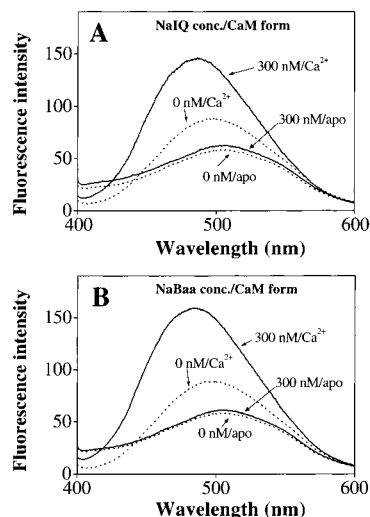 A
NaIQ conc./CaM form
300 nM/Ca2+
0 nM/Ca2+
300 nM/apo
0 nM/apo
150
100
50
0
400
500
600
Fluorescence intensity
Wavelength (nm)
B
NaBaa conc./CaM form
300 nM/Ca2+
0 nM/Ca2+
300 nM/apo
0 nM/apo
150
100
50
0
400
500
600
Fluorescence intensity
Wavelength (nm)